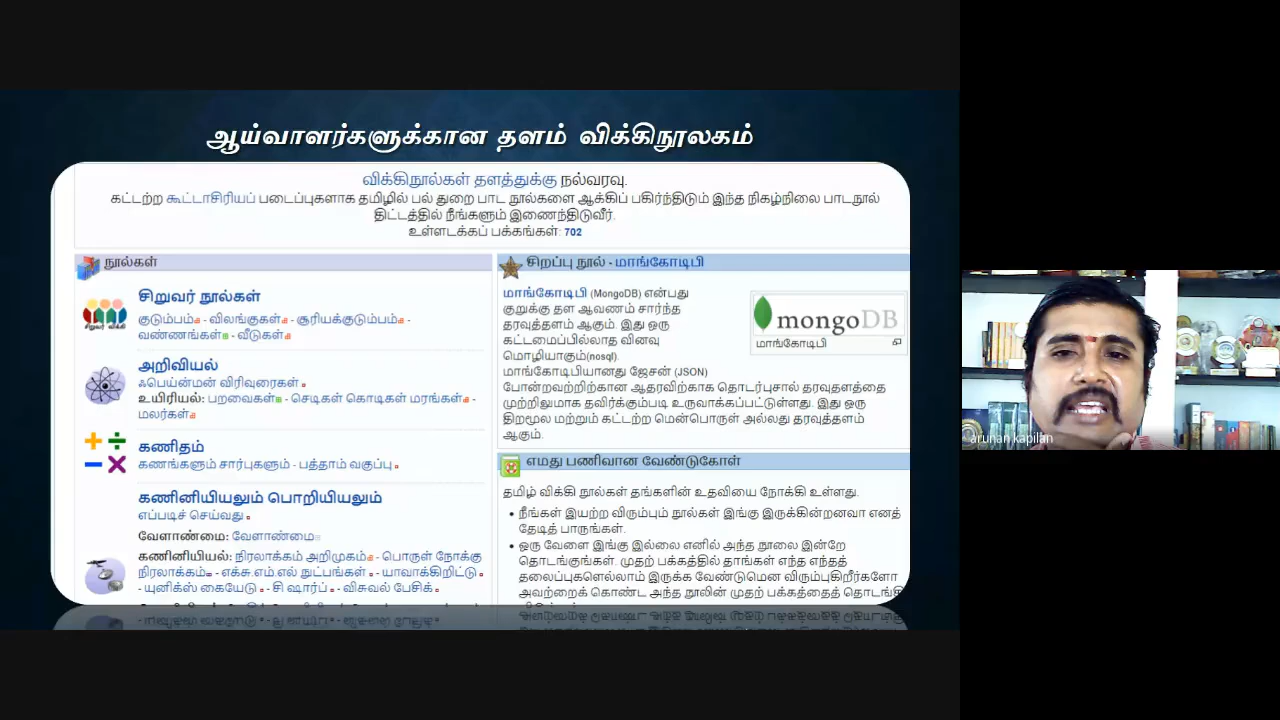 ஆய்வாளர்களுக்கான தளம் விக்கிநூலகம்
விக்கிநூல்கள் தளத்துக்கு நல்வரவு.
கட்டற்ற கூட்டாசிரியப் படைப்புகளாக தமிழில் பல் துறை பாட நூல்களை ஆக்கிப் பகிர்ந்திடும் இந்த நிகழ்நிலை பாடநூல்
திட்டத்தில் நீங்களும் இணைந்திடுவீர்.
உள்ளடக்கப் பக்கங்கள்: 702
நூல்கள்
சிறுவர் நூல்கள்
குடும்பம் - விலங்குகள் - சூரியக்குடும்பம் -
வண்ணங்கள் - வீடுகள்
சிறுவர் விக்கி
அறிவியல்
ஃபெய்ன்மன் விரிவுரைகள்
உயிரியல்: பறவைகள் - செடிகள் கொடிகள் மரங்கள் -
மலர்கள்
கணிதம்
கணங்களும் சார்புகளும் - பத்தாம் வகுப்பு
கணினியியலும் பொறியியலும்
எப்படிச் செய்வது
வேளாண்மை: வேளாண்மை
கணினியியல்: நிரலாக்கம் அறிமுகம் - பொருள் நோக்கு
நிரலாக்கம் - எக்சு.எம்.எல் நுட்பங்கள் - யாவாக்கிறிட்டு
- யுனிக்ஸ் கையேடு - சி ஷார்ப் - விசுவல் பேசிக்
சிறப்பு நூல் - மாங்கோடிபி
மாங்கோடிபி (MongoDB) என்பது
குறுக்கு தள ஆவணம் சார்ந்த
தரவுத்தளம் ஆகும். இது ஒரு
கட்டமைப்பில்லாத வினவு
மொழியாகும்(nosql).
மாங்கோடிபியானது ஜேசன் (JSON)
போன்றவற்றிற்கான ஆதரவிற்காக தொடர்புசால் தரவுதளத்தை
முற்றிலுமாக தவிர்க்கும்படி உருவாக்கப்பட்டுள்ளது. இது ஒரு
திறமூல மற்றும் கட்டற்ற மென்பொருள் அல்லது தரவுத்தளம்
ஆகும்.
mongoDB
மாங்கோடிபி
எமது பணிவான வேண்டுகோள்
தமிழ் விக்கி நூல்கள் தங்களின் உதவியை நோக்கி உள்ளது.
• நீங்கள் இயற்ற விரும்பும் நூல்கள் இங்கு இருக்கின்றனவா எனத்
தேடித் பாருங்கள்.
• ஒரு வேளை இங்கு இல்லை எனில் அந்த நூலை இன்றே
தொடங்குங்கள். முதற் பக்கத்தில் தாங்கள் எந்த எந்தத்
தலைப்புகளெல்லாம் இருக்க வேண்டுமென விரும்புகிறீர்களோ
அவற்றைக் கொண்ட அந்த நூலின் முதற் பக்கத்தைத் தொடங்கி
arunan kapilan